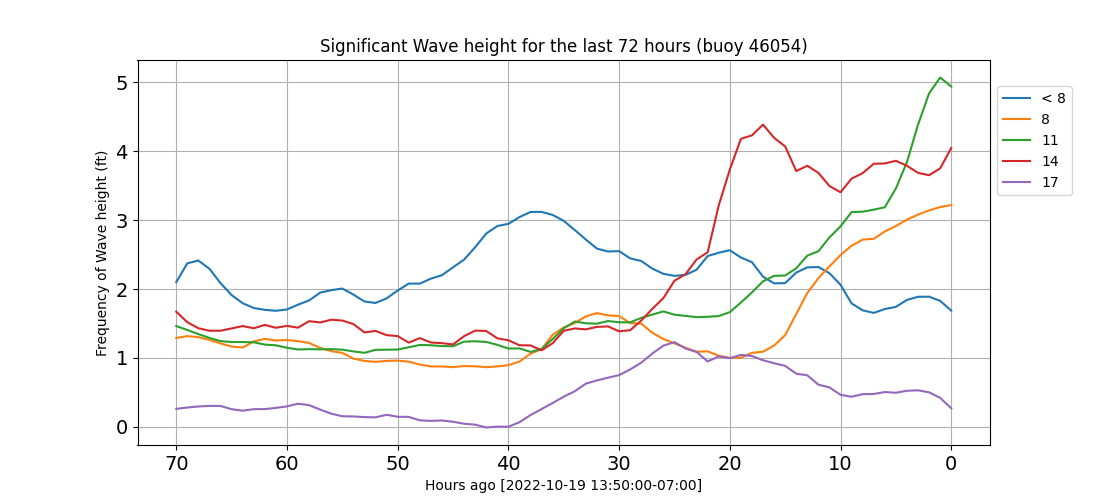 Significant Wave height for the last 72 hours (buoy 46054)
Frequency of Wave height (ft)
5
4
3
2
1
0
70 60 50 40 30 20 10 0
Hours ago [2022-10-19 13:50:00-07:00]
< 8
8
11
14
17